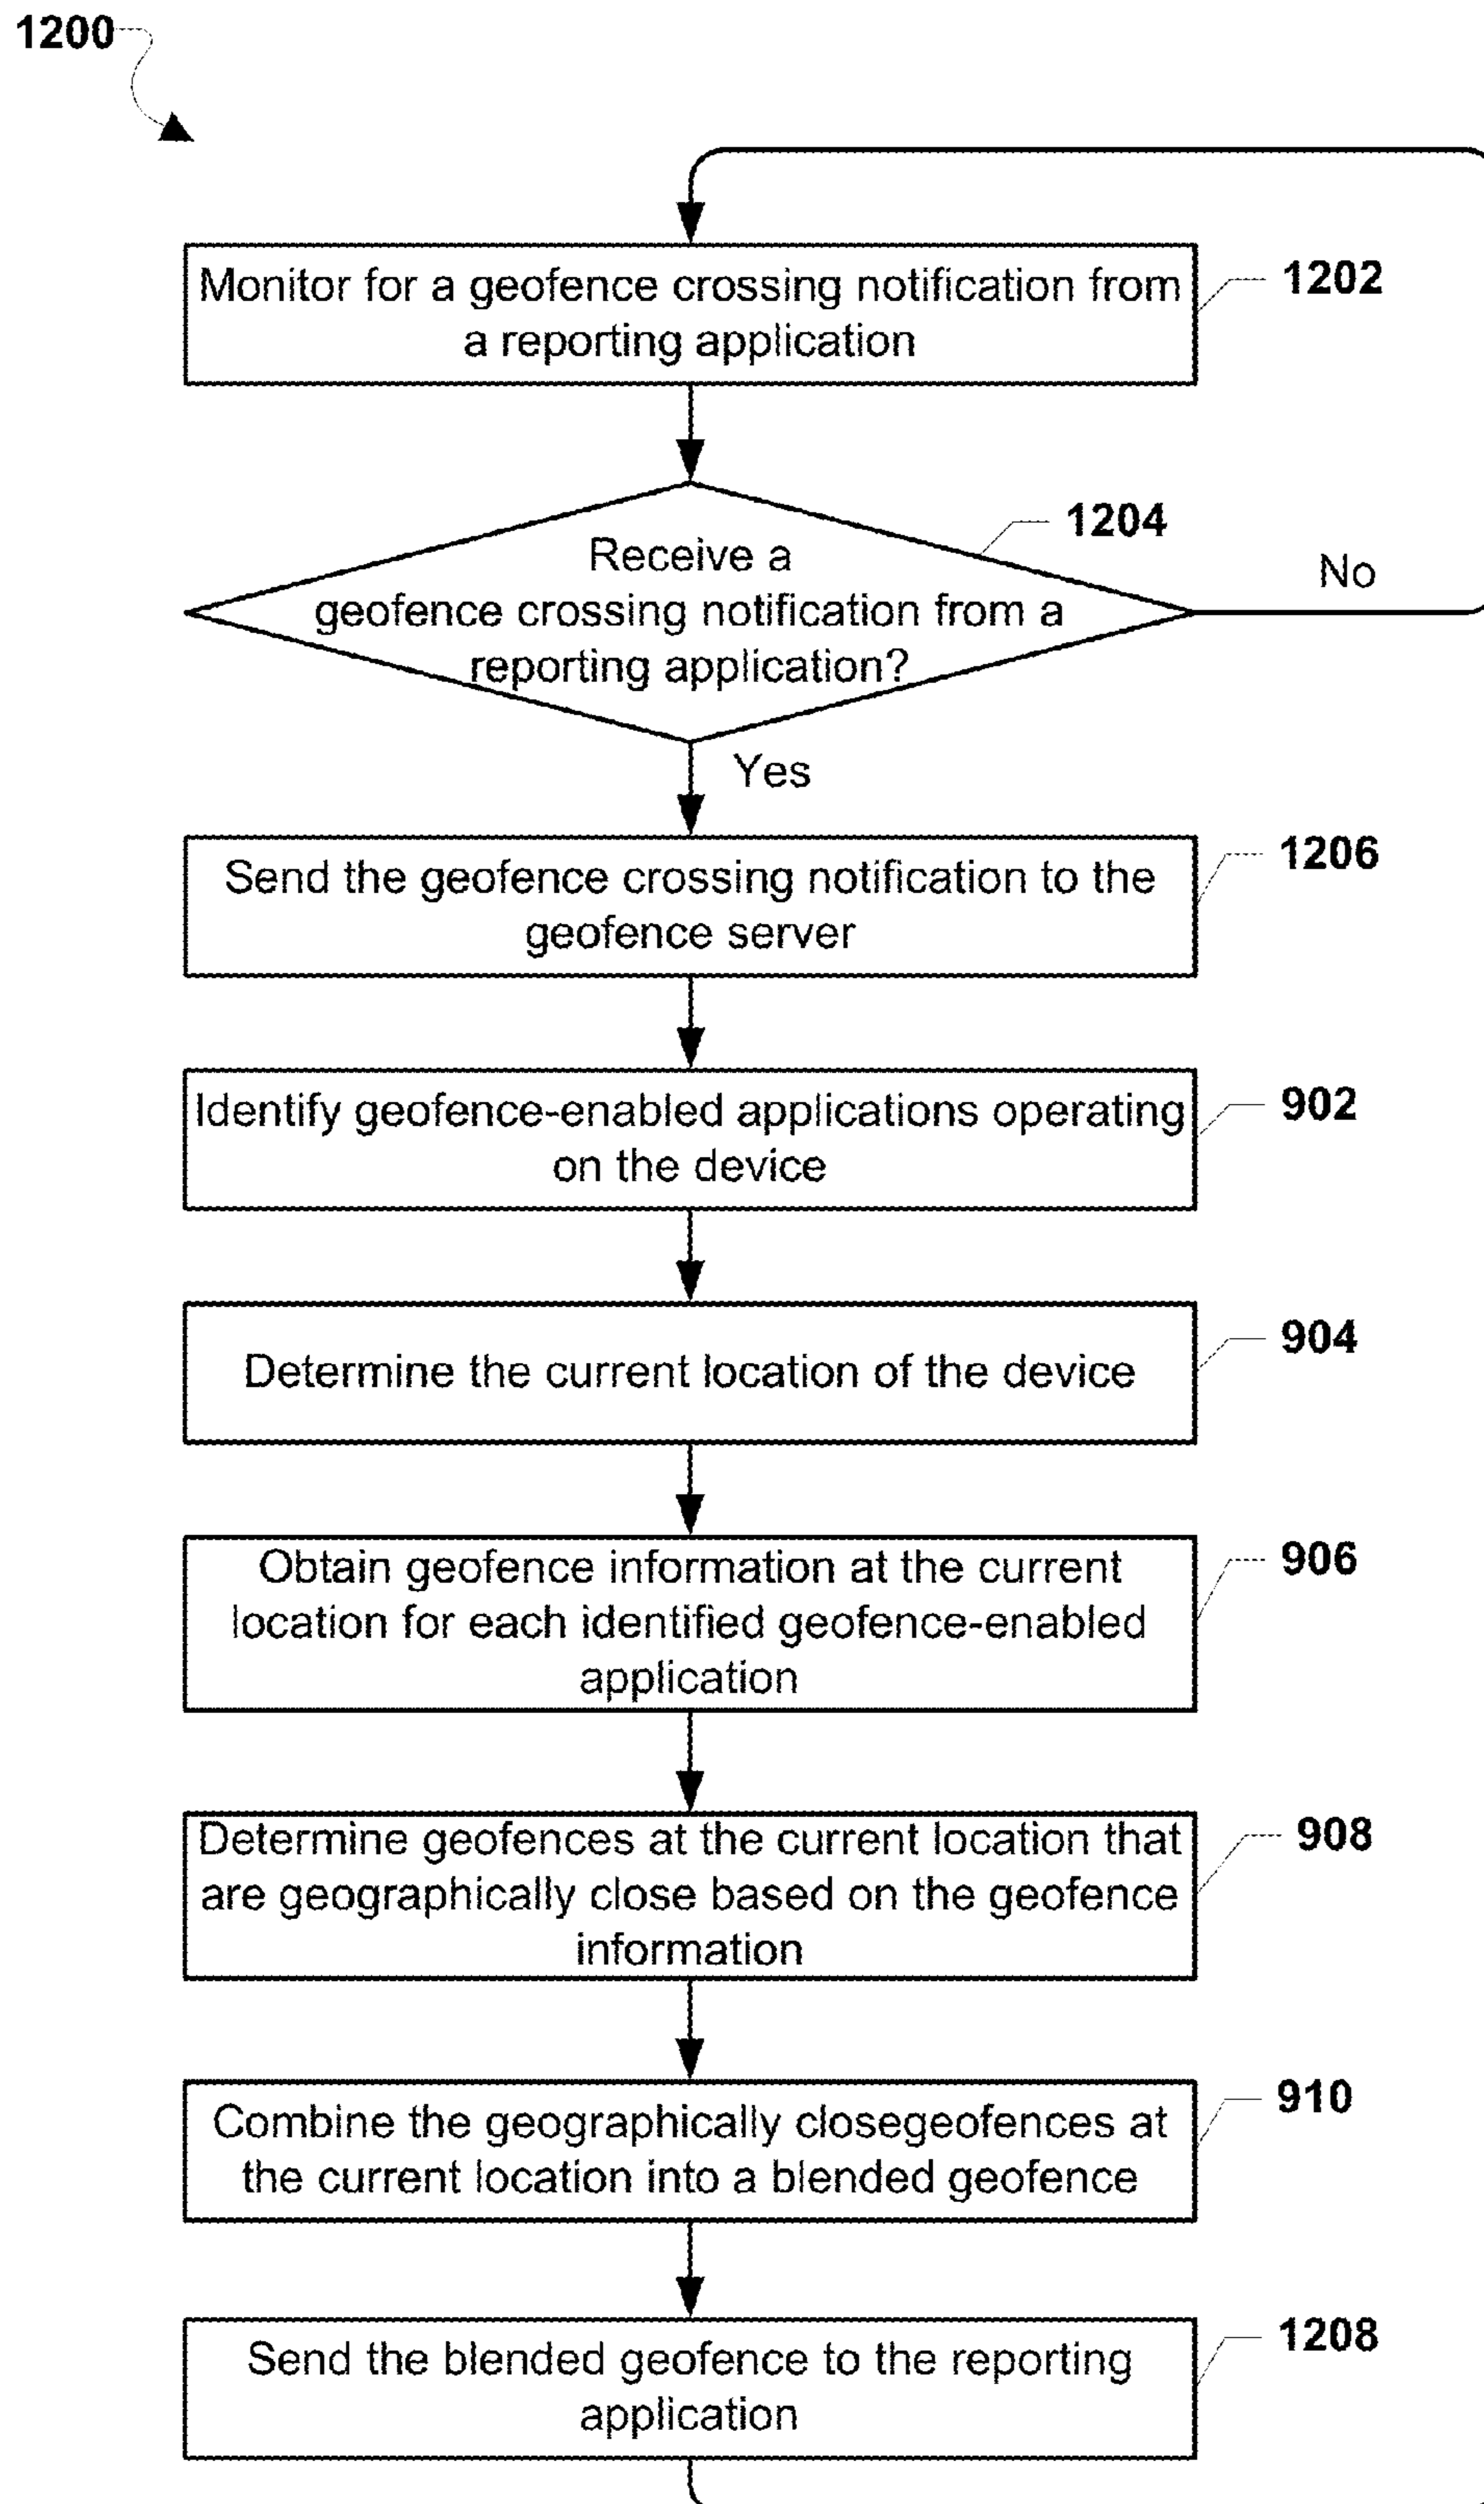 1200
Monitor for a geofence crossing notification from
a reporting application
1202
1204
Receive a
geofence crossing notification from a
reporting application?
No
Yes
Send the geofence crossing notification to the
geofence server
1206
Identify geofence-enabled applications operating
on the device
902
Determine the current location of the device
904
Obtain geofence information at the current
location for each identified geofence-enabled
application
906
Determine geofences at the current location that
are geographically close based on the geofence
information
908
Combine the geographically closegeofences at
the current location into a blended geofence
910
Send the blended geofence to the reporting
application
1208